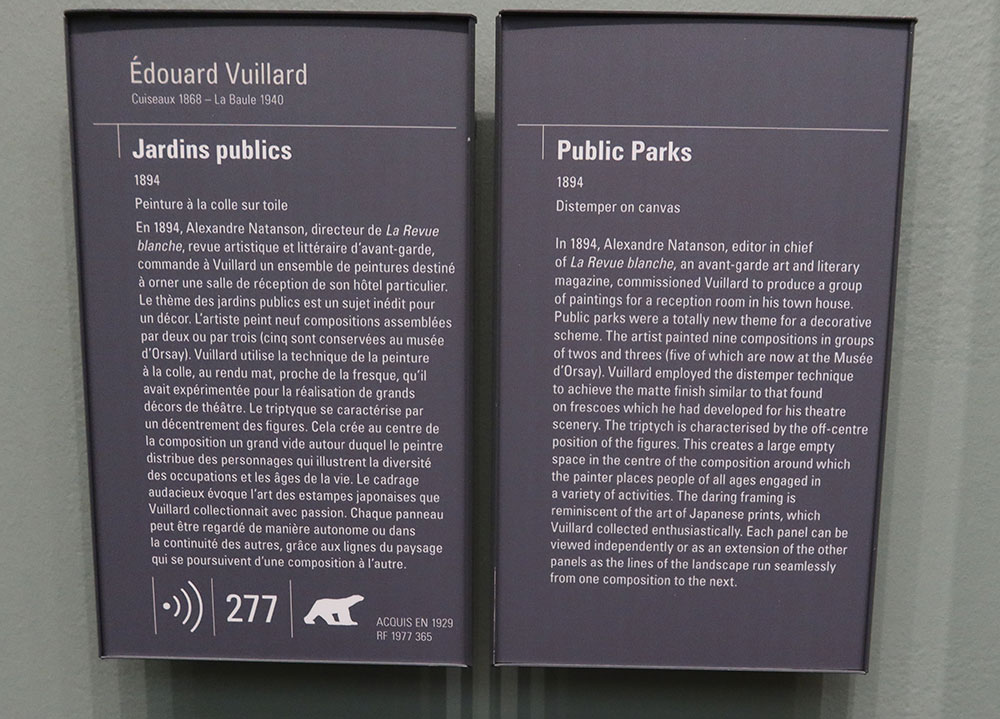 Édouard Vuillard
Cuiseaux 1868 – La Baule 1940
Jardins publics
1894
Peinture à la colle sur toile
En 1894, Alexandre Natanson, directeur de La Revue
blanche, revue artistique et littéraire d'avant-garde,
commande à Vuillard un ensemble de peintures destiné
à orner une salle de réception de son hôtel particulier.
Le thème des jardins publics est un sujet inédit pour
un décor. L'artiste peint neuf compositions assemblées
par deux ou par trois (cinq sont conservées au musée
d'Orsay). Vuillard utilise la technique de la peinture
à la colle, au rendu mat, proche de la fresque, qu'il
avait expérimentée pour la réalisation de grands
décors de théâtre. Le triptyque se caractérise par
un décentrement des figures. Cela crée au centre de
la composition un grand vide autour duquel le peintre
distribue des personnages qui illustrent la diversité
des occupations et les âges de la vie. Le cadrage
audacieux évoque l'art des estampes japonaises que
Vuillard collectionnait avec passion. Chaque panneau
peut être regardé de manière autonome ou dans
la continuité des autres, grâce aux lignes du paysage
qui se poursuivent d'une composition à l'autre.
277
ACQUIS EN 1929
RF 1977 365
Public Parks
1894
Distemper on canvas
In 1894, Alexandre Natanson, editor in chief
of La Revue blanche, an avant-garde art and literary
magazine, commissioned Vuillard to produce a group
of paintings for a reception room in his town house.
Public parks were a totally new theme for a decorative
scheme. The artist painted nine compositions in groups
of twos and threes (five of which are now at the Musée
d'Orsay). Vuillard employed the distemper technique
to achieve the matte finish similar to that found
on frescoes which he had developed for his theatre
scenery. The triptych is characterised by the off-centre
position of the figures. This creates a large empty
space in the centre of the composition around which
the painter places people of all ages engaged in
a variety of activities. The daring framing is
reminiscent of the art of Japanese prints, which
Vuillard collected enthusiastically. Each panel can be
viewed independently or as an extension of the other
panels as the lines of the landscape run seamlessly
from one composition to the next.